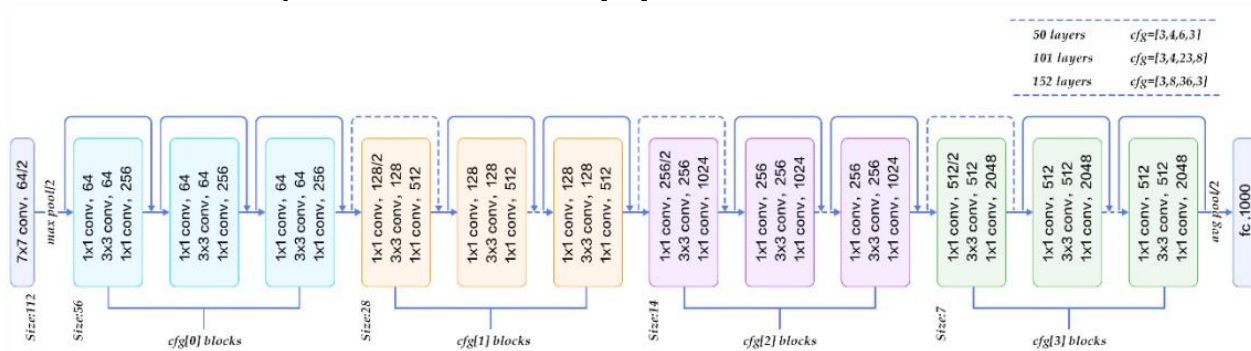 50 layers cfg=[3,4,6,3]
101 layers cfg=[3,4,23,8]
152 layers cfg=[3,8,36,3]
7×7 conv, 64/2
max pool/2
1x1 conv, 64
3x3 conv, 64
1x1 conv, 256
1x1 conv, 64
3x3 conv, 64
1x1 conv, 256
1x1 conv, 64
3x3 conv, 64
1x1 conv, 256
1x1 conv, 128/2
3x3 conv, 128
1x1 conv, 512
1x1 conv, 128
3x3 conv, 128
1x1 conv, 512
1x1 conv, 128
3x3 conv, 128
1x1 conv, 512
1x1 conv, 256/2
3x3 conv, 256
1x1 conv, 1024
1x1 conv, 256
3x3 conv, 256
1x1 conv, 1024
1x1 conv, 256
3x3 conv, 256
1x1 conv, 1024
1x1 conv, 512/2
3x3 conv, 512
1x1 conv, 2048
1x1 conv, 512
3x3 conv, 512
1x1 conv, 2048
1x1 conv, 512
3x3 conv, 512
1x1 conv, 2048
avg pool/2
fc ,1000
Size:112
Size:56
cfg[0] blocks
Size:28
cfg[1] blocks
Size:14
cfg[2] blocks
Size:7
cfg[3] blocks